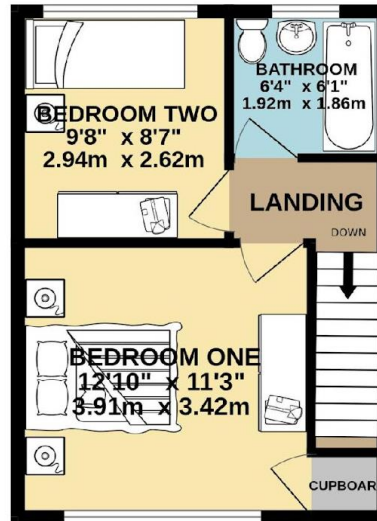 BATHROOM
6'4" x 6'1"
1.92m x 1.86m
BEDROOM TWO
9'8" x 8'7"
2.94m x 2.62m
LANDING
DOWN
BEDROOM ONE
12'10" x 11'3"
3.91m x 3.42m
CUPBOAR